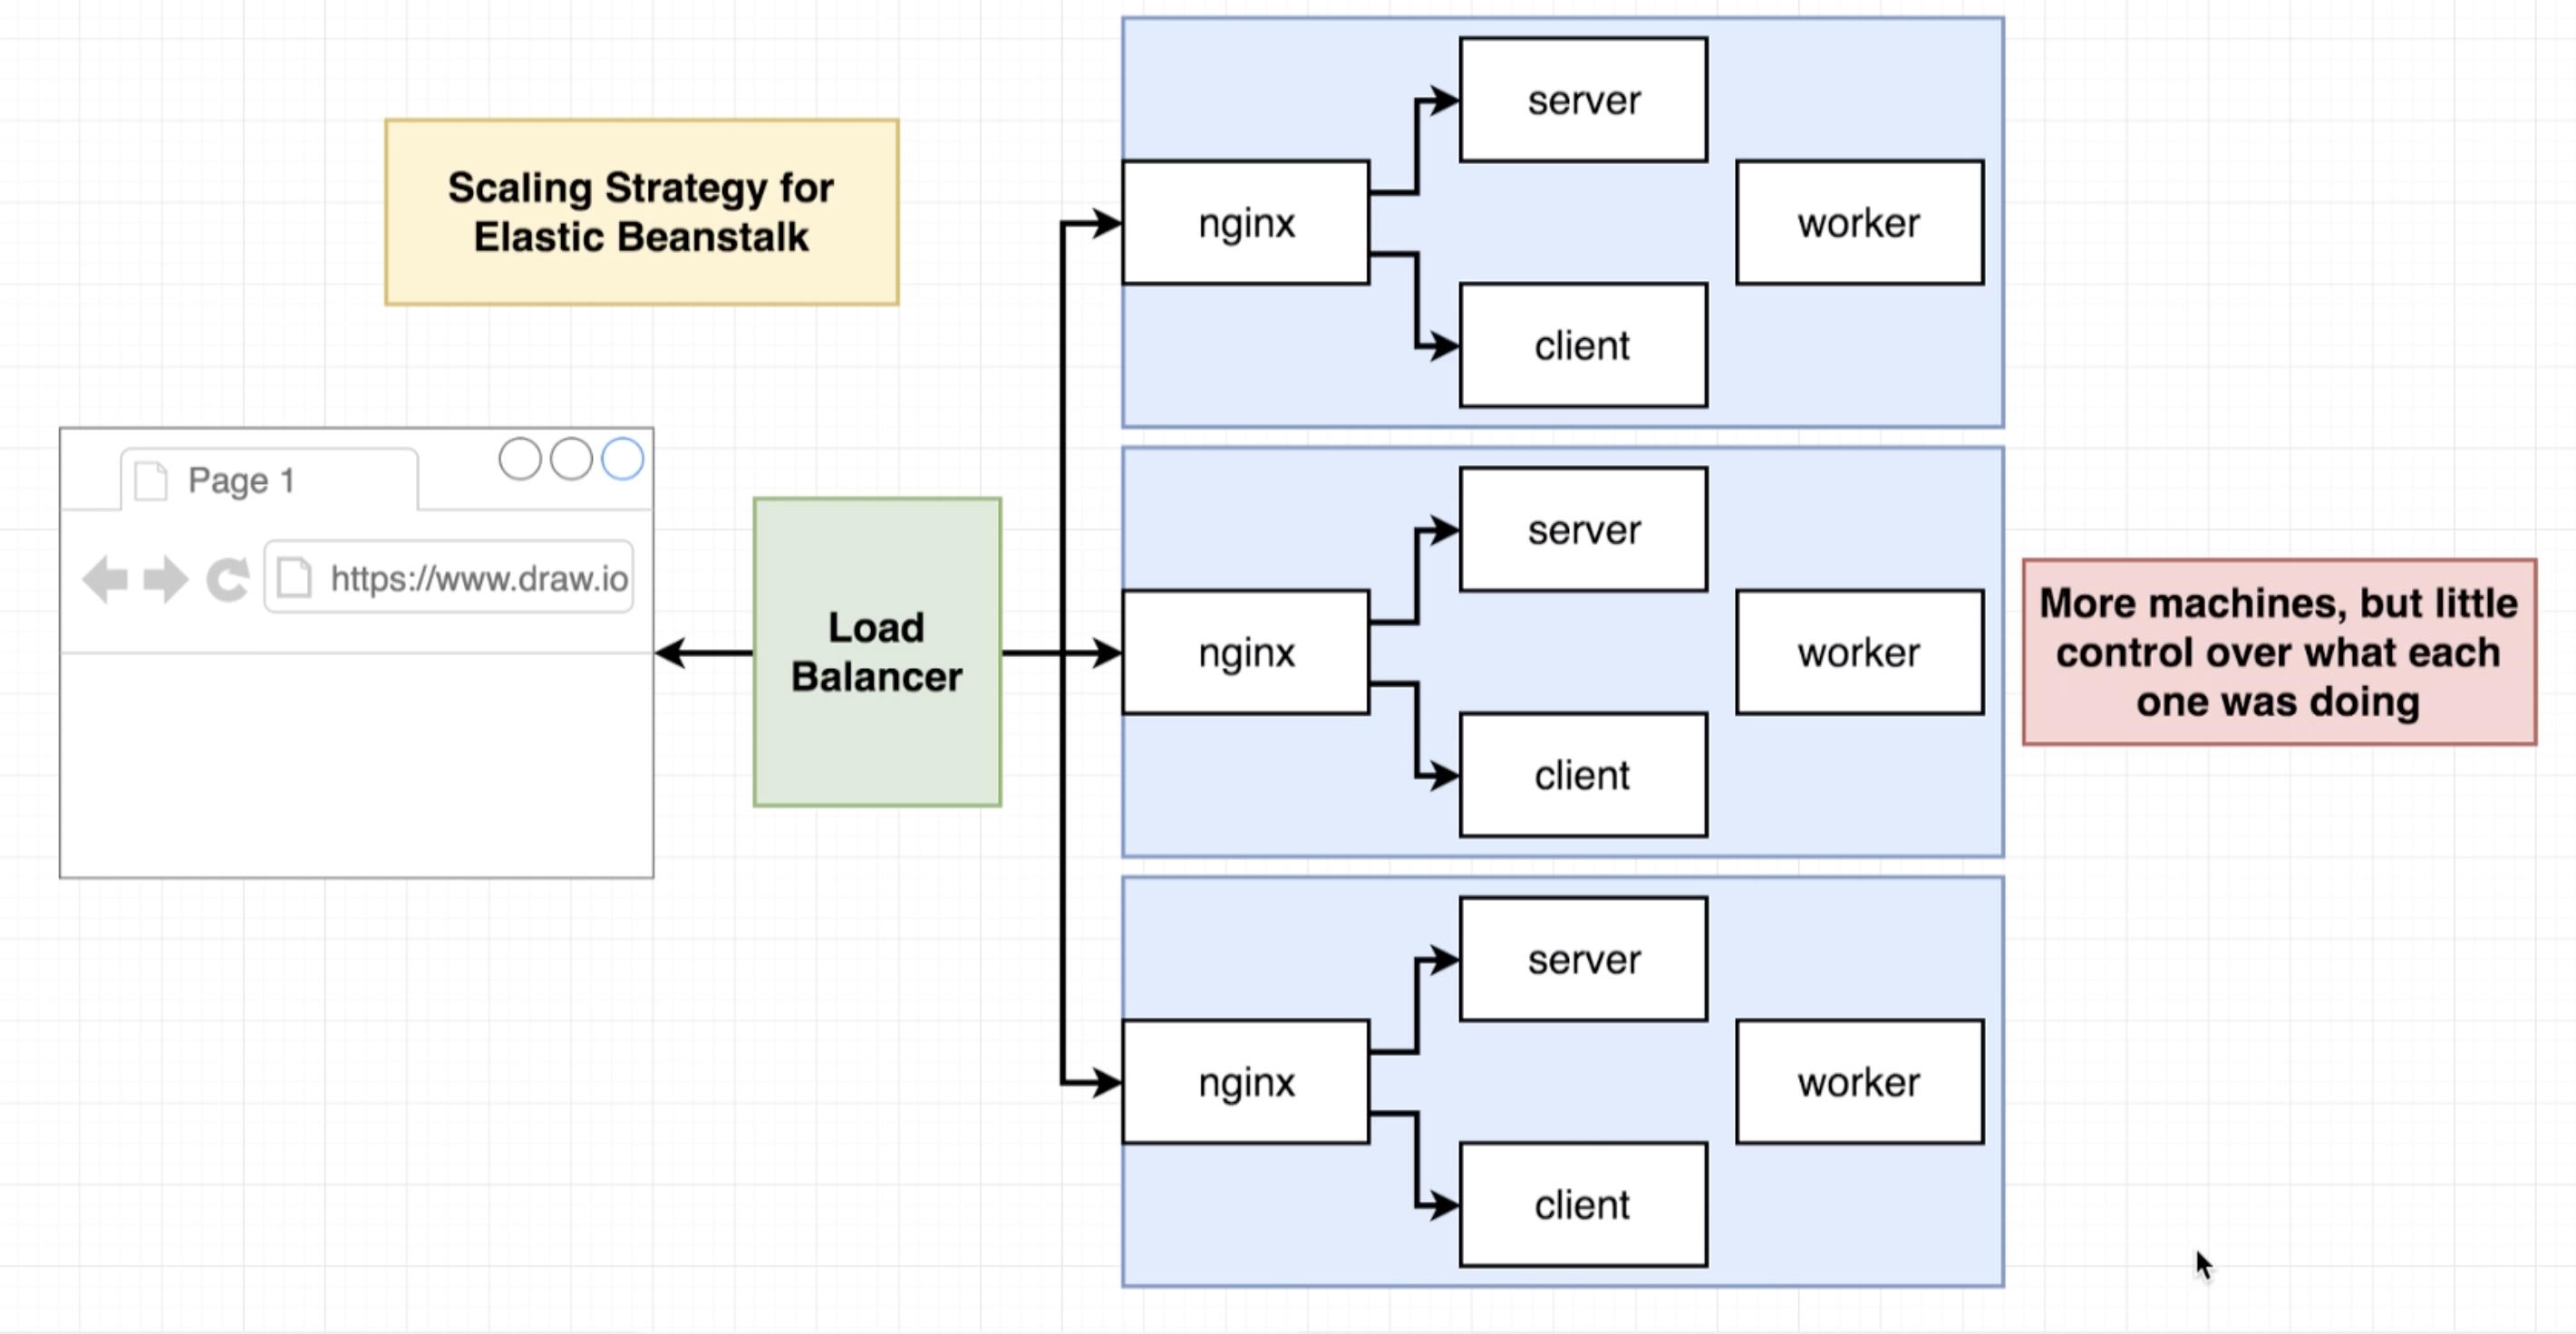 Scaling Strategy for
Elastic Beanstalk
Page 1
https://www.draw.io
Load
Balancer
server
nginx
worker
client
server
nginx
worker
client
server
nginx
worker
client
More machines, but little
control over what each
one was doing